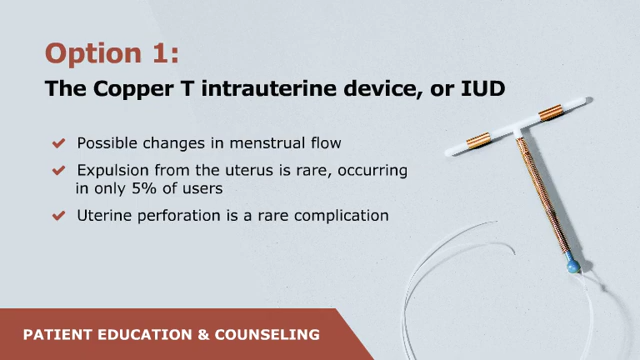 Option 1:
The Copper T intrauterine device, or IUD
Possible changes in menstrual flow
Expulsion from the uterus is rare, occurring
in only 5% of users
Uterine perforation is a rare complication
PATIENT EDUCATION & COUNSELING